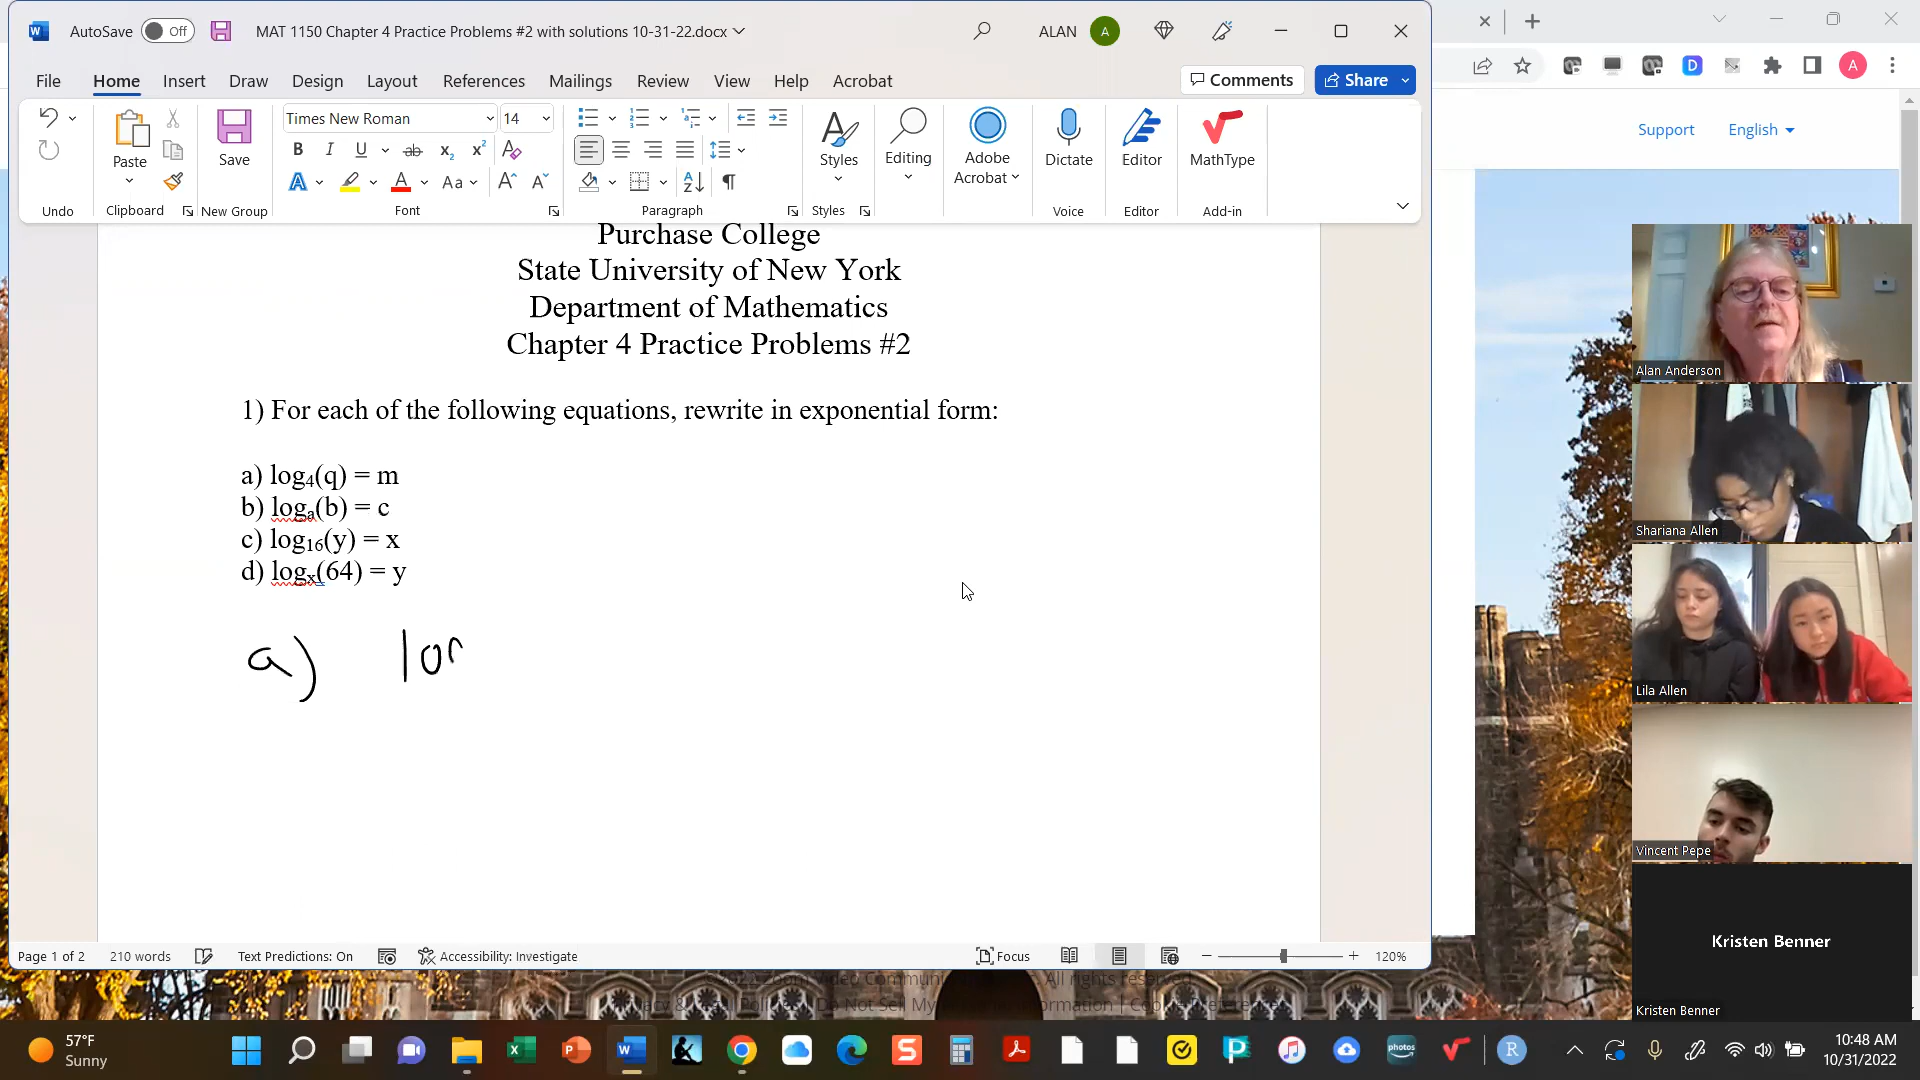 AutoSave Off MAT 1150 Chapter 4 Practice Problems #2 with solutions 10-31-22.docx ALAN A
File Home Insert Draw Design Layout References Mailings Review View Help Acrobat Comments Share
Times New Roman 14
Paste Save Styles Editing Adobe Acrobat Dictate Editor MathType
Undo Clipboard New Group Font Paragraph Styles Voice Editor Add-in
Support English
Purchase College
State University of New York
Department of Mathematics
Chapter 4 Practice Problems #2
1) For each of the following equations, rewrite in exponential form:
a) log₄(q) = m
b) logₐ(b) = c
c) log₁₆(y) = x
d) logₓ(64) = y
a) lo
Alan Anderson
Shariana Allen
Lila Allen
Vincent Pepe
Kristen Benner
Kristen Benner
Page 1 of 2 210 words Text Predictions: On Accessibility: Investigate Focus 120%
All rights
57°F
Sunny
photos
10:48 AM
10/31/2022